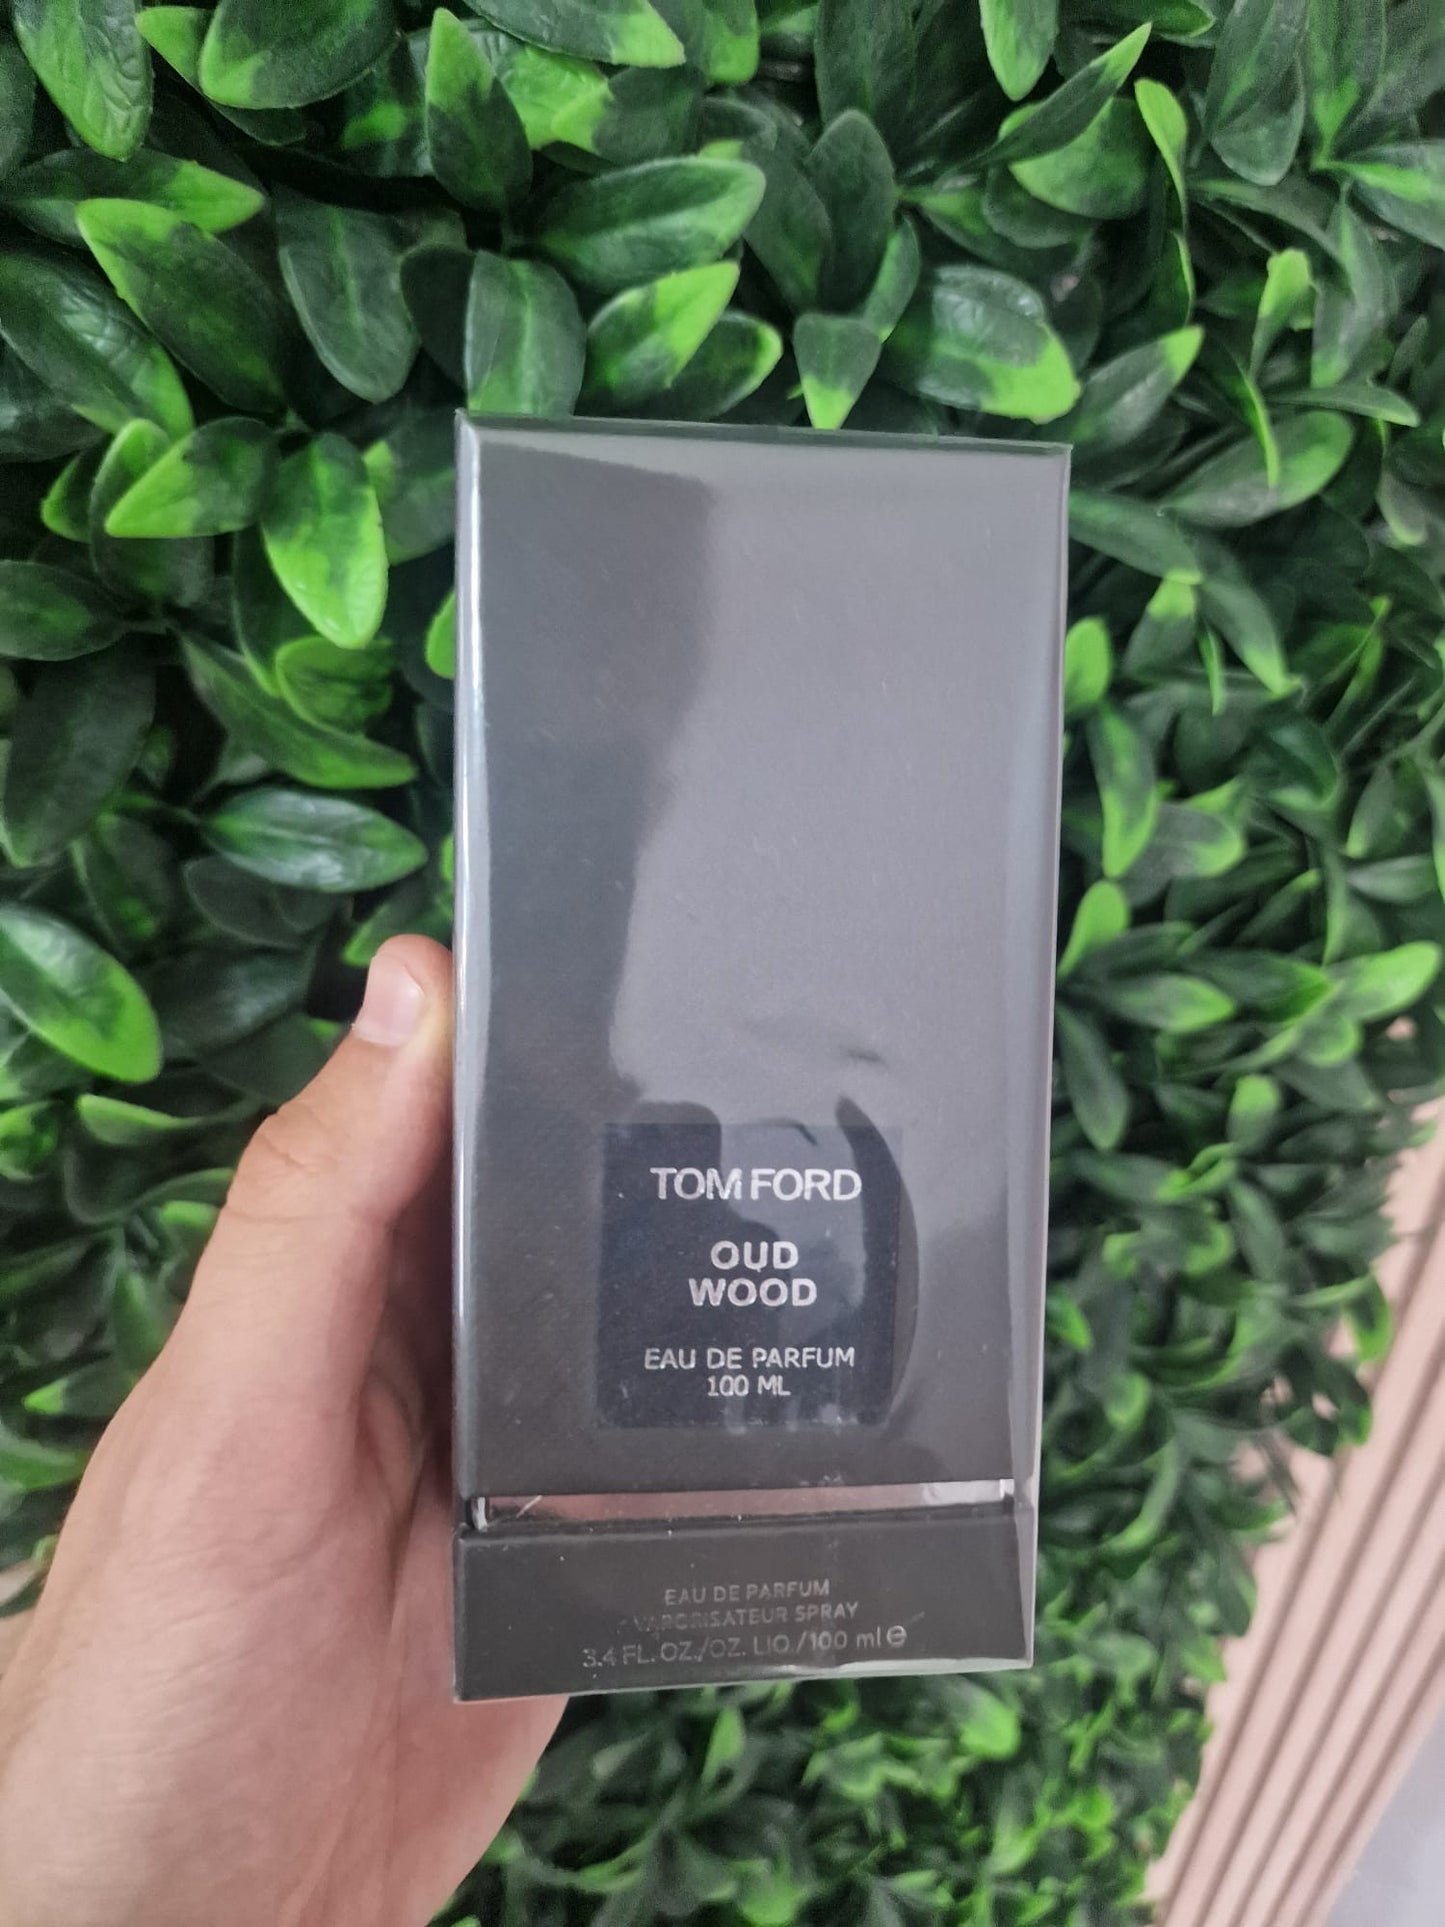 TOM FORD
OUD
WOOD
EAU DE PARFUM
100 ML
EAU DE PARFUM
VAPORISATEUR SPRAY
3.4 FL. OZ./OZ. LIQ./100 ml ℮